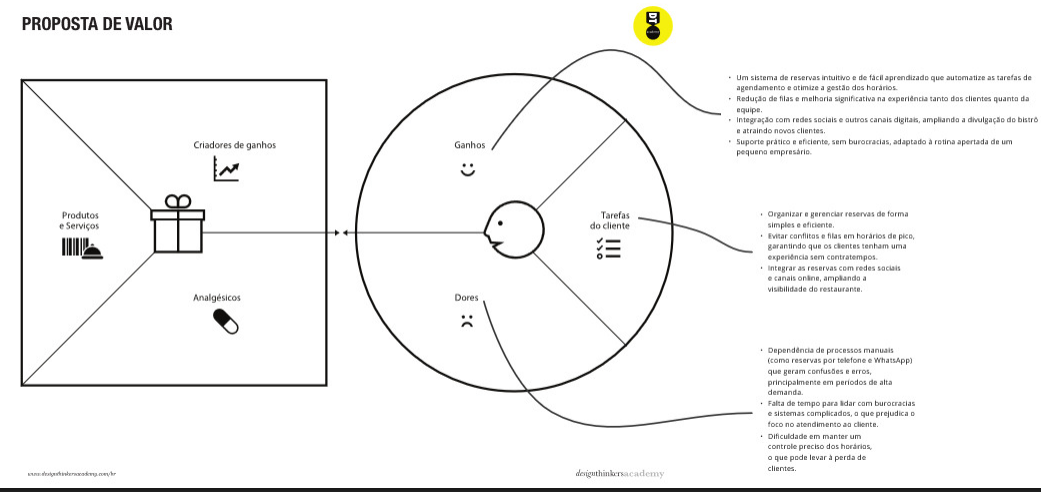 PROPOSTA DE VALOR
Criadores de ganhos
Produtos
e Serviços
Analgésicos
Ganhos
Tarefas
do cliente
Dores
• Um sistema de reservas intuitivo e de fácil aprendizado que automatize as tarefas de
agendamento e otimize a gestão dos horários.
• Redução de filas e melhoria significativa na experiência tanto dos clientes quanto da
equipe.
• Integração com redes sociais e outros canais digitais, ampliando a divulgação do bistrô
e atraindo novos clientes.
• Suporte prático e eficiente, sem burocracias, adaptado à rotina apertada de um
pequeno empresário.
• Organizar e gerenciar reservas de forma
simples e eficiente.
• Evitar conflitos e filas em horários de pico,
garantindo que os clientes tenham uma
experiência sem contratempos.
• Integrar as reservas com redes sociais
e canais online, ampliando a
visibilidade do restaurante.
• Dependência de processos manuais
(como reservas por telefone e WhatsApp)
que geram confusões e erros,
principalmente em períodos de alta
demanda.
• Falta de tempo para lidar com burocracias
e sistemas complicados, o que prejudica o
foco no atendimento ao cliente.
• Dificuldade em manter um
controle preciso dos horários,
o que pode levar à perda de
clientes.
www.designthinkersacademy.com/br
designthinkersacademy